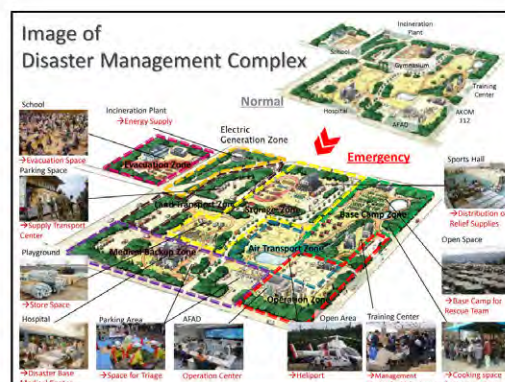 Image of
Disaster Management Complex
Incineration
Plant
School
Gymnasium
Training
Center
Hospital
AFAD
AKOM
112
Normal
Emergency
School
→Evacuation Space
Incineration Plant
→Energy Supply
Electric
Generation Zone
Evacuation Zone
Parking Space
→Supply Transport
Center
Storage Zone
Base Camp Zone
Sports Hall
→Distribution of
Relief Supplies
Air Transport Zone
Medical Backup Zone
Operation Zone
Playground
→Store Space
Open Space
→Base Camp for
Rescue Team
Hospital
→Disaster Base
Parking Area
→Space for Triage
AFAD
Operation Center
Open Area
→Heliport
Training Center
→Management
→Cooking space